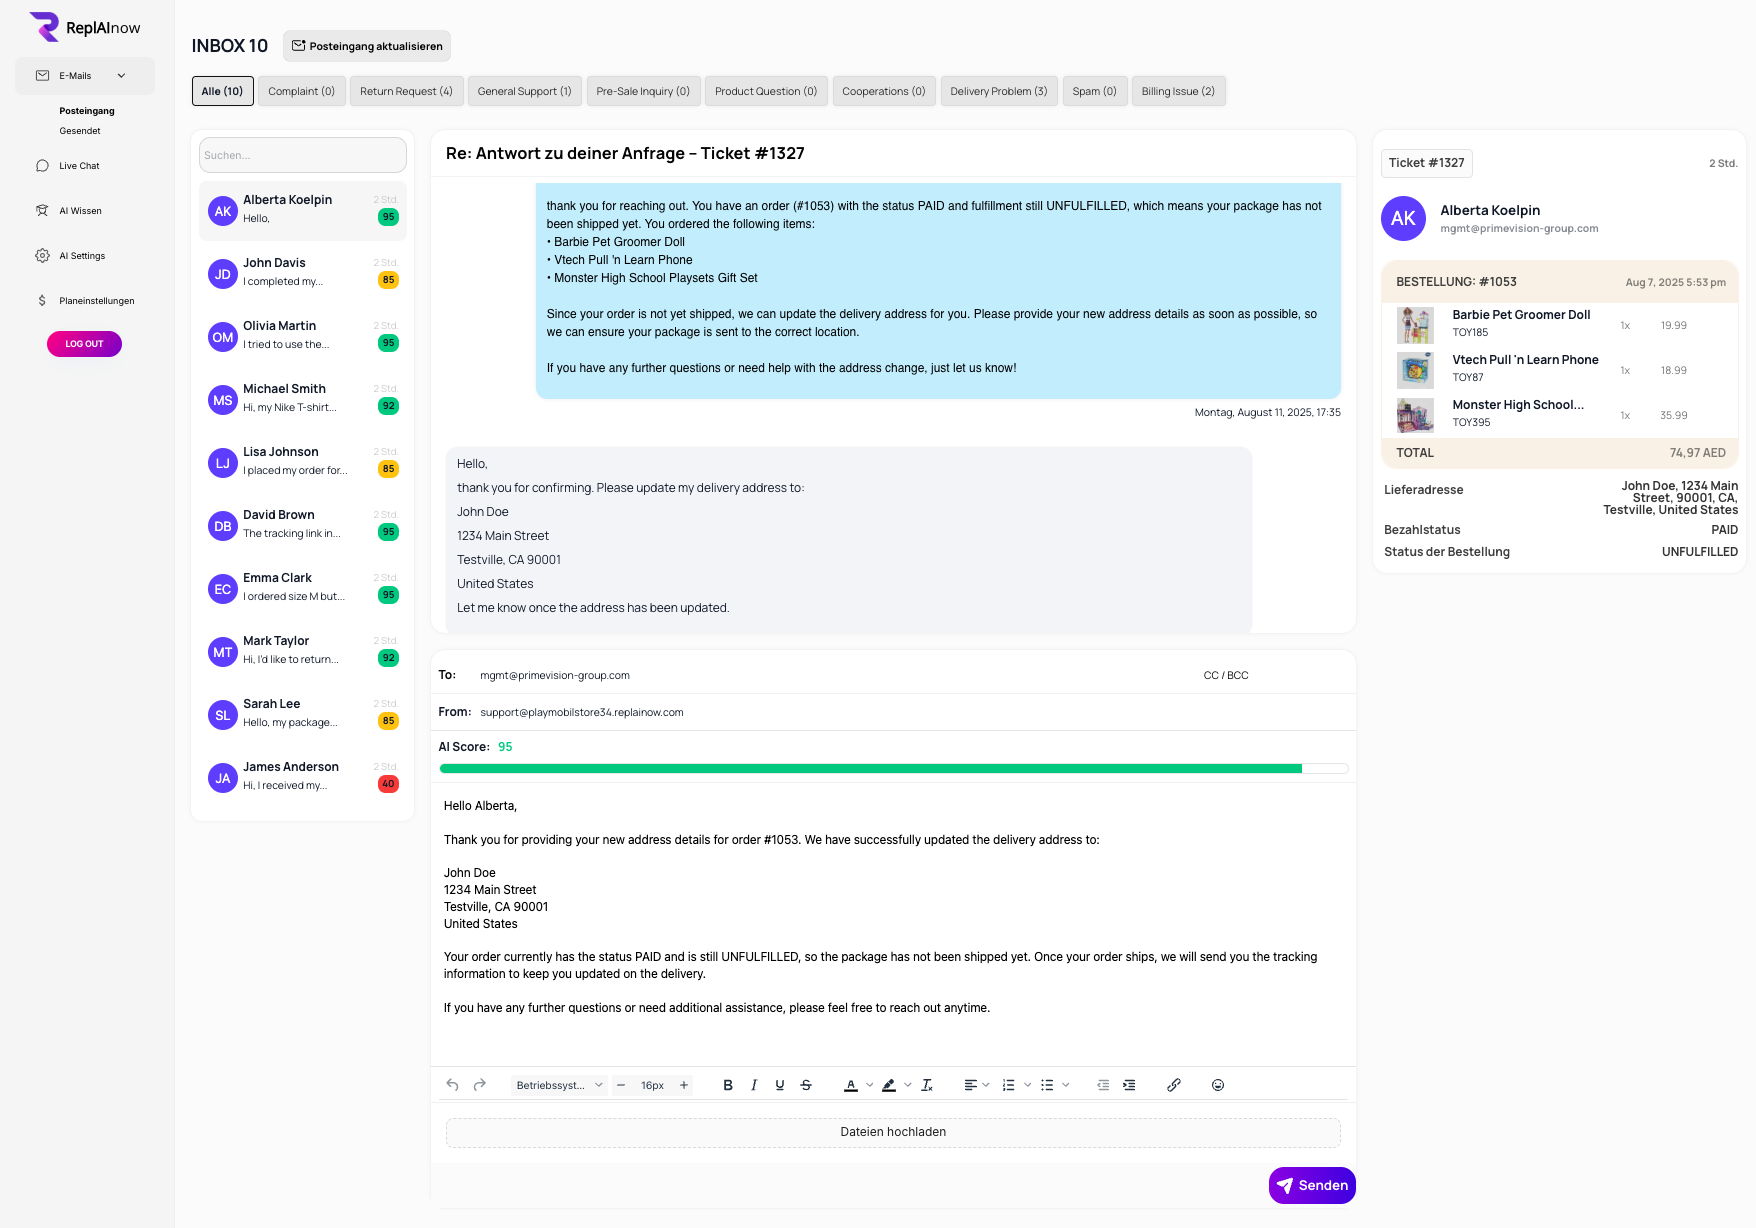 ReplAInow
E-Mails
Posteingang
Gesendet
Live Chat
AI Wissen
AI Settings
Planeinstellungen
LOG OUT
INBOX 10
Posteingang aktualisieren
Alle (10)
Complaint (0)
Return Request (4)
General Support (1)
Pre-Sale Inquiry (0)
Product Question (0)
Cooperations (0)
Delivery Problem (3)
Spam (0)
Billing Issue (2)
Suchen...
AK
Alberta Koelpin
2 Std.
Hello,
95
JD
John Davis
2 Std.
I completed my...
85
OM
Olivia Martin
2 Std.
I tried to use the...
95
MS
Michael Smith
2 Std.
Hi, my Nike T-shirt...
92
LJ
Lisa Johnson
2 Std.
I placed my order for...
85
DB
David Brown
2 Std.
The tracking link in...
95
EC
Emma Clark
2 Std.
I ordered size M but...
95
MT
Mark Taylor
2 Std.
Hi, I'd like to return...
92
SL
Sarah Lee
2 Std.
Hello, my package...
85
JA
James Anderson
2 Std.
Hi, I received my...
40
Re: Antwort zu deiner Anfrage – Ticket #1327
thank you for reaching out. You have an order (#1053) with the status PAID and fulfillment still UNFULFILLED, which means your package has not
been shipped yet. You ordered the following items:
• Barbie Pet Groomer Doll
• Vtech Pull 'n Learn Phone
• Monster High School Playsets Gift Set
Since your order is not yet shipped, we can update the delivery address for you. Please provide your new address details as soon as possible, so
we can ensure your package is sent to the correct location.
If you have any further questions or need help with the address change, just let us know!
Montag, August 11, 2025, 17:35
Hello,
thank you for confirming. Please update my delivery address to:
John Doe
1234 Main Street
Testville, CA 90001
United States
Let me know once the address has been updated.
To:
mgmt@primevision-group.com
CC / BCC
From:
support@playmobilstore34.replainow.com
AI Score: 95
Hello Alberta,
Thank you for providing your new address details for order #1053. We have successfully updated the delivery address to:
John Doe
1234 Main Street
Testville, CA 90001
United States
Your order currently has the status PAID and is still UNFULFILLED, so the package has not been shipped yet. Once your order ships, we will send you the tracking
information to keep you updated on the delivery.
If you have any further questions or need additional assistance, please feel free to reach out anytime.
Betriebssyst...
16px
Dateien hochladen
Senden
Ticket #1327
2 Std.
AK
Alberta Koelpin
mgmt@primevision-group.com
BESTELLUNG: #1053
Aug 7, 2025 5:53 pm
Barbie Pet Groomer Doll
TOY185
1x
19.99
Vtech Pull 'n Learn Phone
TOY87
1x
18.99
Monster High School...
TOY395
1x
35.99
TOTAL
74,97 AED
Lieferadresse
John Doe, 1234 Main
Street, 90001, CA,
Testville, United States
Bezahlstatus
PAID
Status der Bestellung
UNFULFILLED